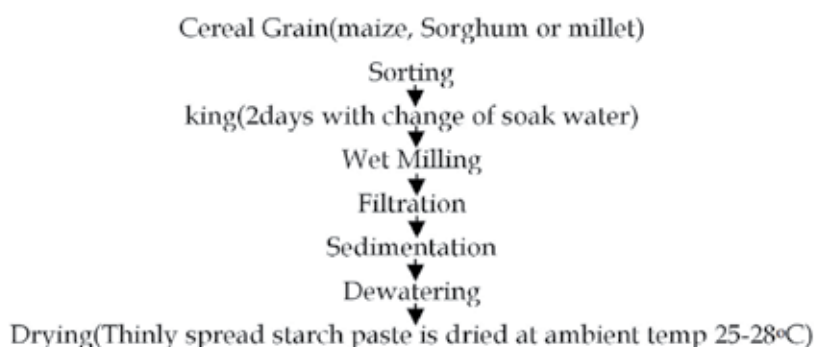 Cereal Grain(maize, Sorghum or millet)
Sorting
king(2days with change of soak water)
Wet Milling
Filtration
Sedimentation
Dewatering
Drying(Thinly spread starch paste is dried at ambient temp 25-28ºC)